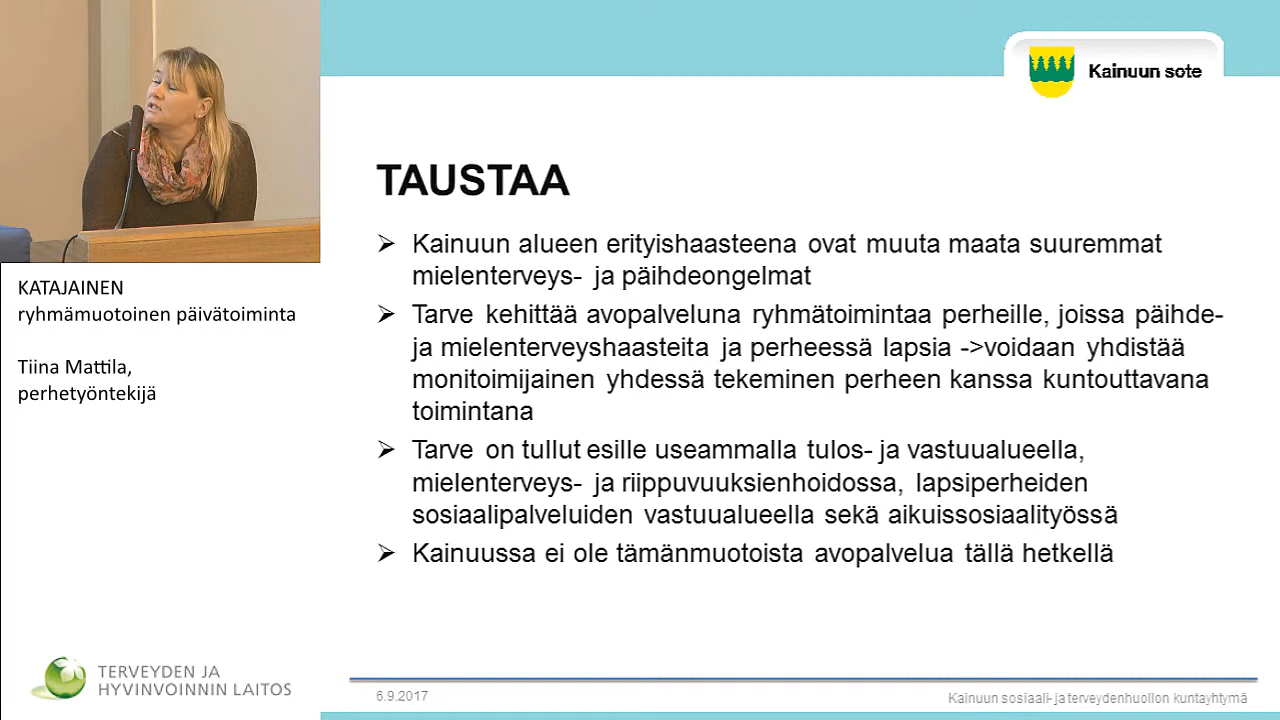 Kainuun sote
TAUSTAA
Kainuun alueen erityishaasteena ovat muuta maata suuremmat
mielenterveys- ja päihdeongelmat
Tarve kehittää avopalveluna ryhmätoimintaa perheille, joissa päihde-
ja mielenterveyshaasteita ja perheessä lapsia ->voidaan yhdistää
monitoimijainen yhdessä tekeminen perheen kanssa kuntouttavana
toimintana
Tarve on tullut esille useammalla tulos- ja vastuualueella,
mielenterveys- ja riippuvuuksienhoidossa, lapsiperheiden
sosiaalipalveluiden vastuualueella sekä aikuissosiaalityössä
Kainuussa ei ole tämänmuotoista avopalvelua tällä hetkellä
KATAJAINEN
ryhmämuotoinen päivätoiminta
Tiina Mattila,
perhetyöntekijä
TERVEYDEN JA
HYVINVOINNIN LAITOS
6.9.2017
Kainuun sosiaali- ja terveydenhuollon kuntayhtymä